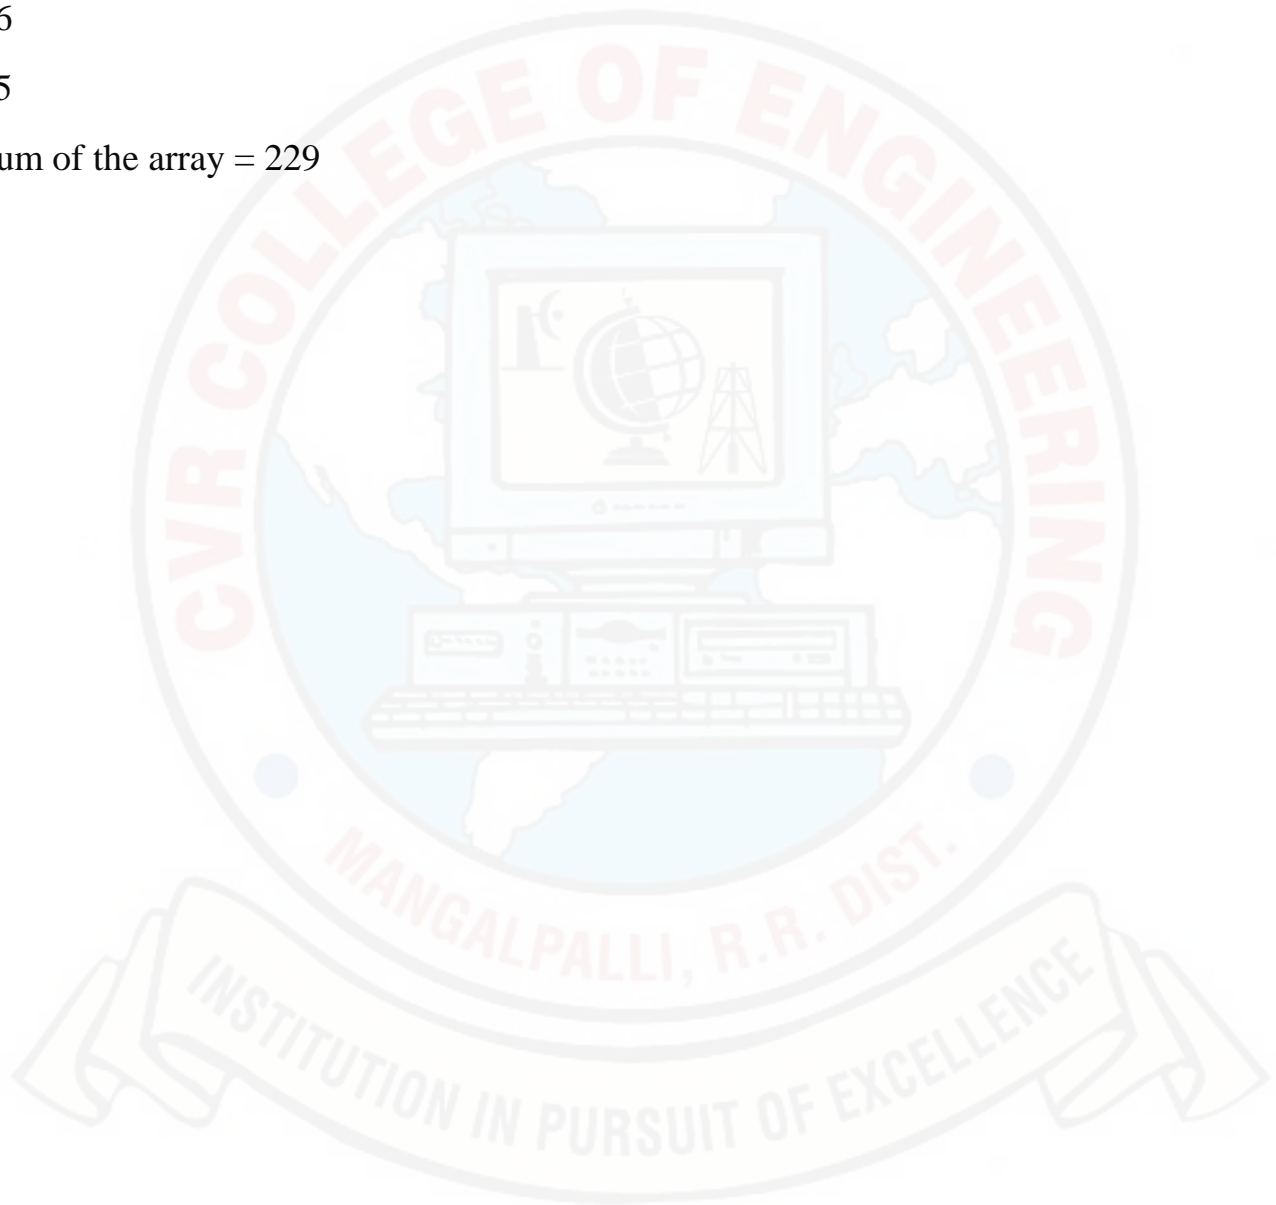 6
5
um of the array = 229
CVR COLLEGE OF ENGINEERING
MANGALPALLI, R.R. DIST.
INSTITUTION IN PURSUIT OF EXCELLENCE